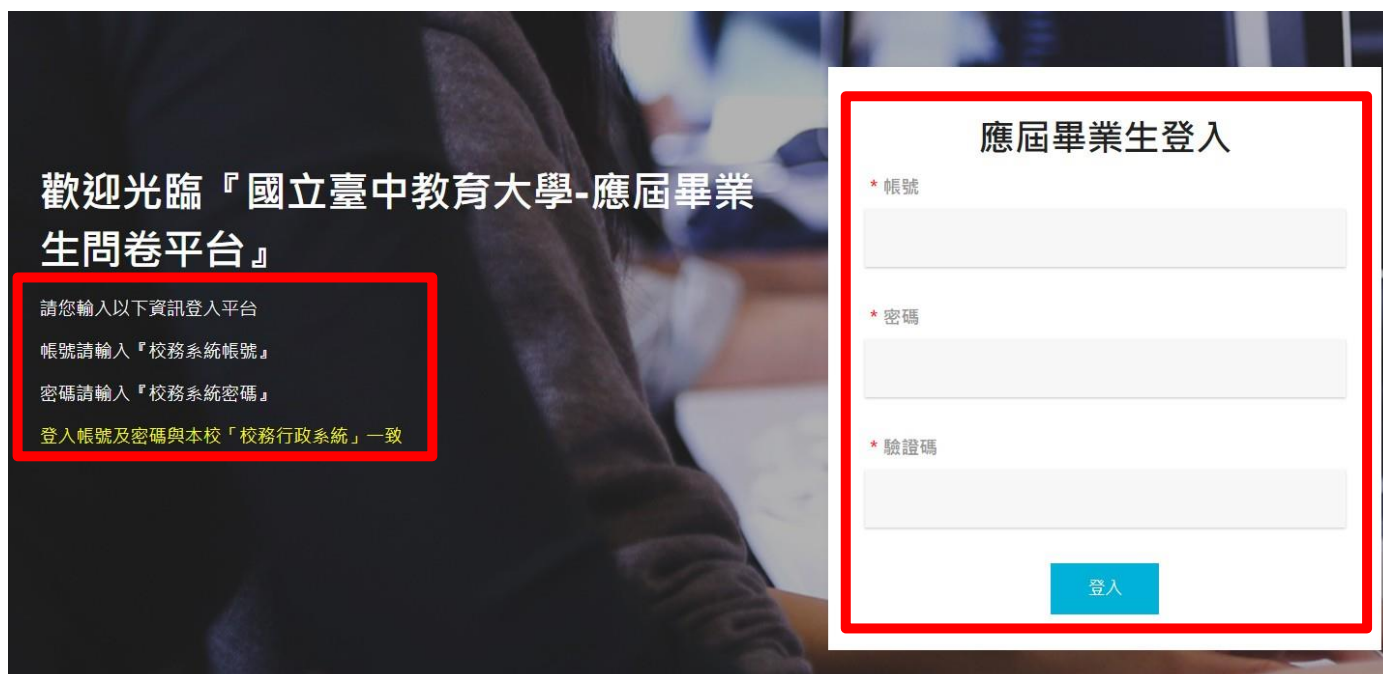 歡迎光臨『國立臺中教育大學-應屆畢業
生問卷平台』
請您輸入以下資訊登入平台
帳號請輸入『校務系統帳號』
密碼請輸入『校務系統密碼』
登入帳號及密碼與本校「校務行政系統」一致
應屆畢業生登入
* 帳號
* 密碼
* 驗證碼
登入